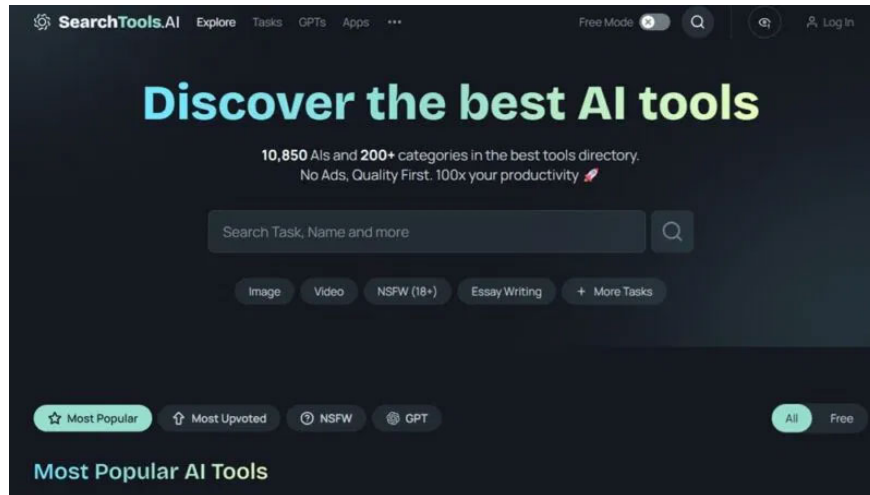 SearchTools.AI Explore Tasks GPTs Apps ••• Free Mode Log In
Discover the best AI tools
10,850 AIs and 200+ categories in the best tools directory.
No Ads, Quality First. 100x your productivity 🚀
Search Task, Name and more
Image Video NSFW (18+) Essay Writing + More Tasks
Most Popular Most Upvoted NSFW GPT All Free
Most Popular AI Tools